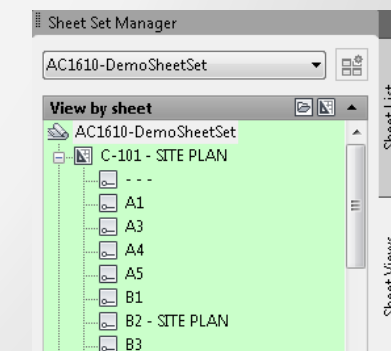 Sheet Set Manager
AC1610-DemoSheetSet
View by sheet
AC1610-DemoSheetSet
C-101 - SITE PLAN
- - -
A1
A3
A4
A5
B1
B2 - SITE PLAN
B3
Sheet List
Sheet Views